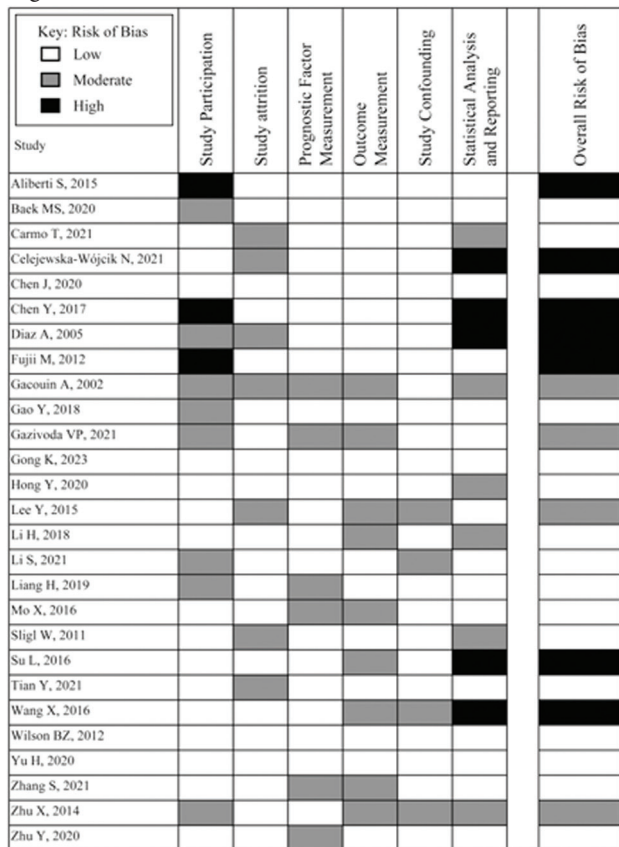 Key: Risk of Bias
Low
Moderate
High
Study
Study Participation
Study attrition
Prognostic Factor
Measurement
Outcome
Measurement
Study Confounding
Statistical Analysis
and Reporting
Overall Risk of Bias
Aliberti S, 2015
Baek MS, 2020
Carmo T, 2021
Celejewska-Wójcik N, 2021
Chen J, 2020
Chen Y, 2017
Diaz A, 2005
Fujii M, 2012
Gacouin A, 2002
Gao Y, 2018
Gazivoda VP, 2021
Gong K, 2023
Hong Y, 2020
Lee Y, 2015
Li H, 2018
Li S, 2021
Liang H, 2019
Mo X, 2016
Sligl W, 2011
Su L, 2016
Tian Y, 2021
Wang X, 2016
Wilson BZ, 2012
Yu H, 2020
Zhang S, 2021
Zhu X, 2014
Zhu Y, 2020